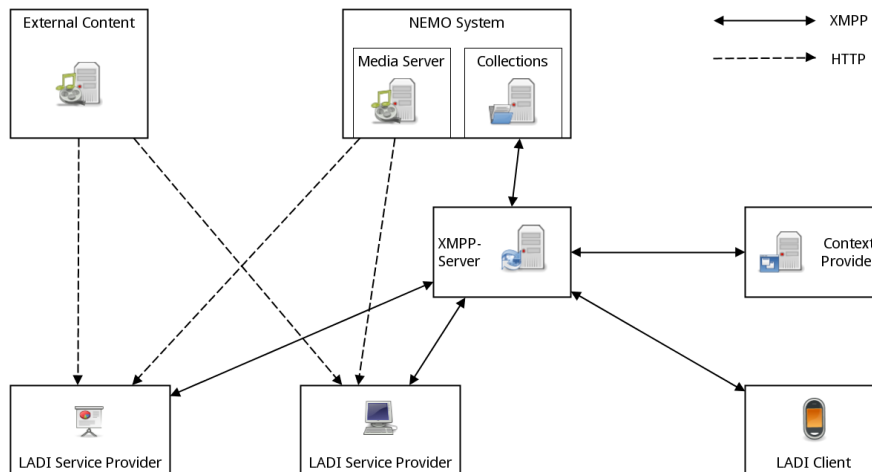 External Content
NEMO System
XMPP
HTTP
Media Server
Collections
XMPP-
Server
Context
Provide
LADI Service Provider
LADI Service Provider
LADI Client